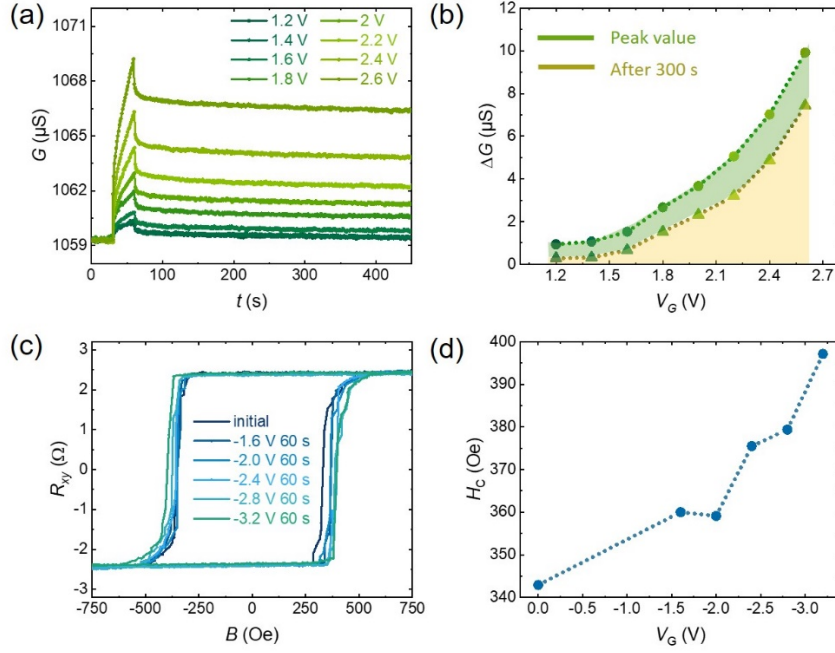 (a)
1071
1068
1065
1062
1059
G (μS)
1.2 V 2 V
1.4 V 2.2 V
1.6 V 2.4 V
1.8 V 2.6 V
0 100 200 300 400
t (s)
(b)
12
10
8
6
4
2
0
ΔG (μS)
Peak value
After 300 s
1.2 1.5 1.8 2.1 2.4 2.7
V_G (V)
(c)
3
2
1
0
-1
-2
-3
R_xy (Ω)
initial
-1.6 V 60 s
-2.0 V 60 s
-2.4 V 60 s
-2.8 V 60 s
-3.2 V 60 s
-750 -500 -250 0 250 500 750
B (Oe)
(d)
400
390
380
370
360
350
340
H_C (Oe)
0.0 -0.5 -1.0 -1.5 -2.0 -2.5 -3.0
V_G (V)